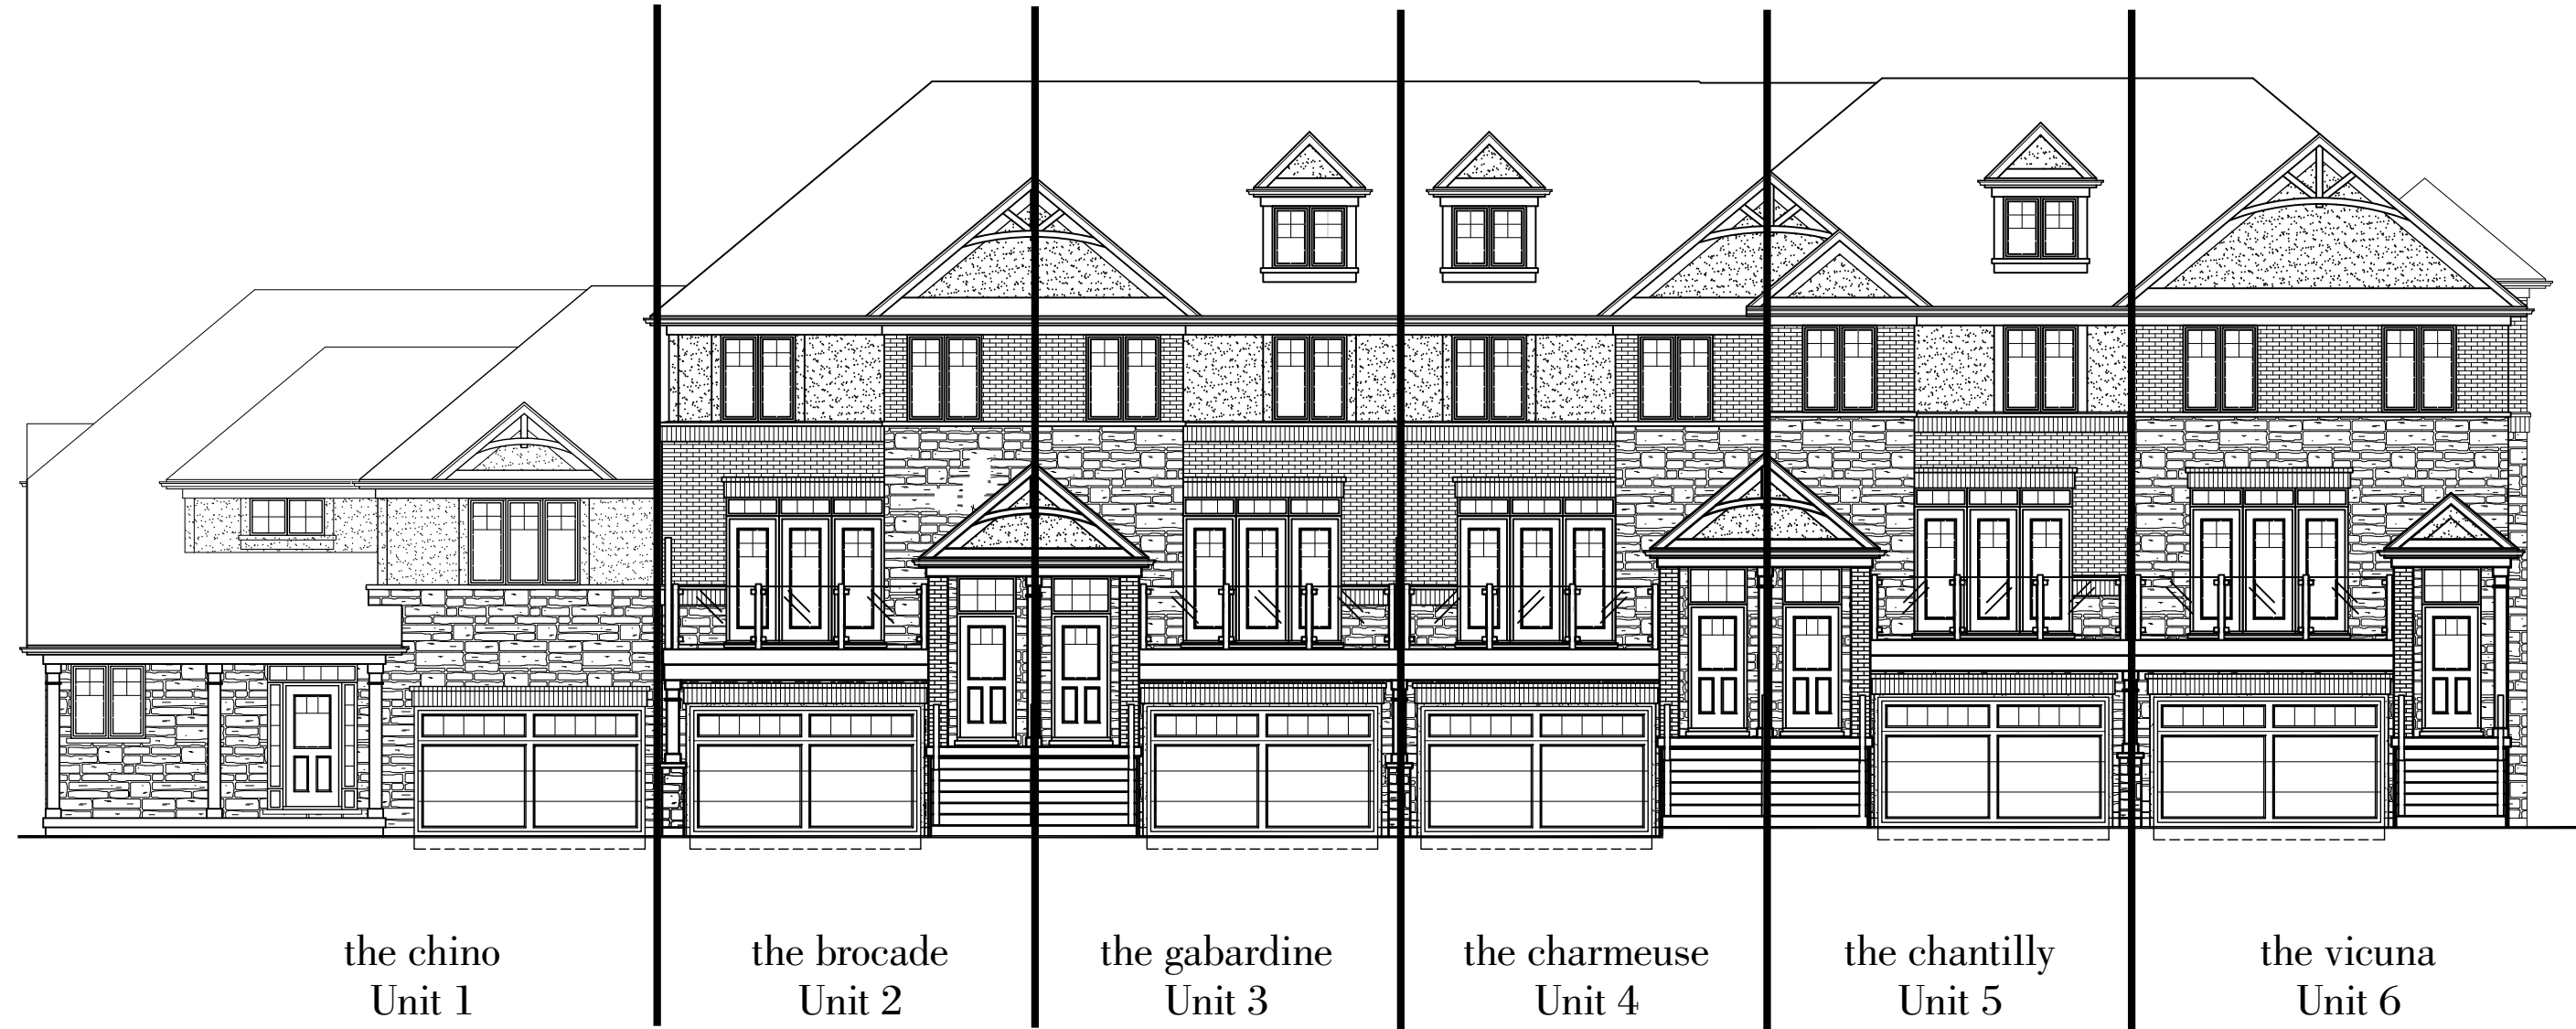 the chino
Unit 1
the brocade
Unit 2
the gabardine
Unit 3
the charmeuse
Unit 4
the chantilly
Unit 5
the vicuna
Unit 6